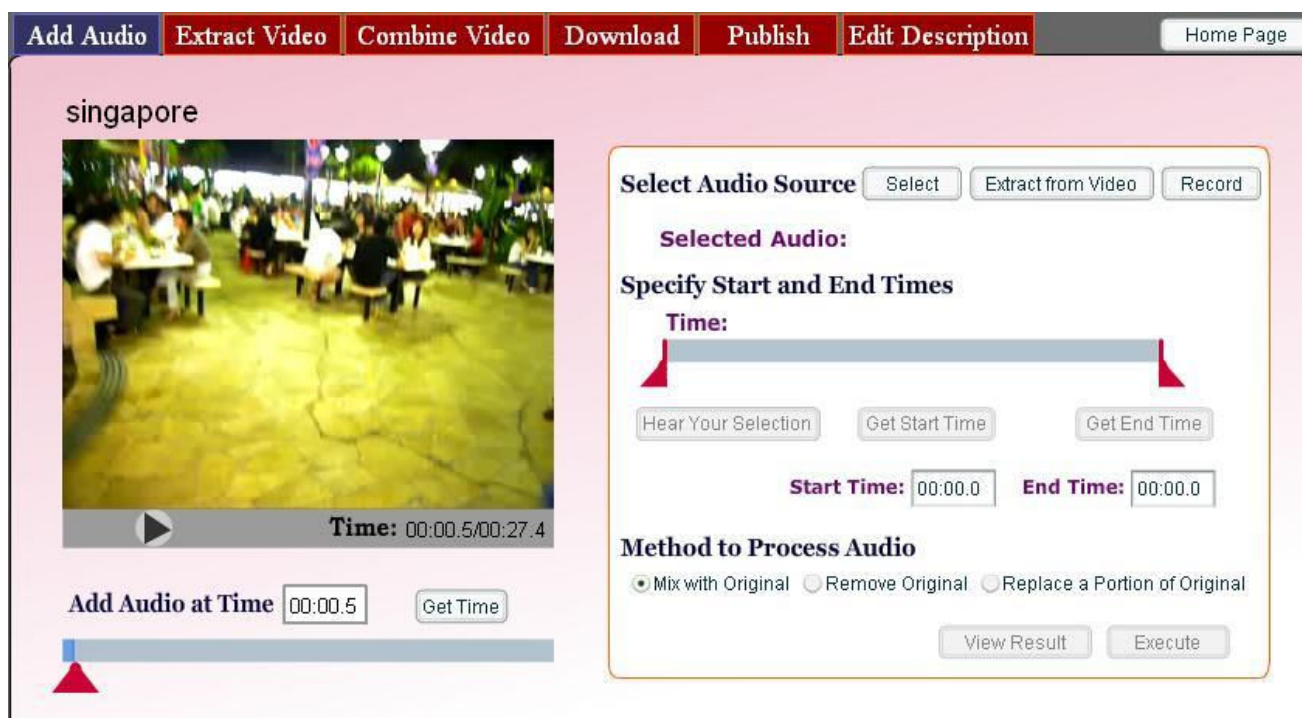 Add Audio Extract Video Combine Video Download Publish Edit Description Home Page
singapore
Time: 00:00.5/00:27.4
Add Audio at Time 00:00.5 Get Time
Select Audio Source Select Extract from Video Record
Selected Audio:
Specify Start and End Times
Time:
Hear Your Selection Get Start Time Get End Time
Start Time: 00:00.0 End Time: 00:00.0
Method to Process Audio
Mix with Original Remove Original Replace a Portion of Original
View Result Execute